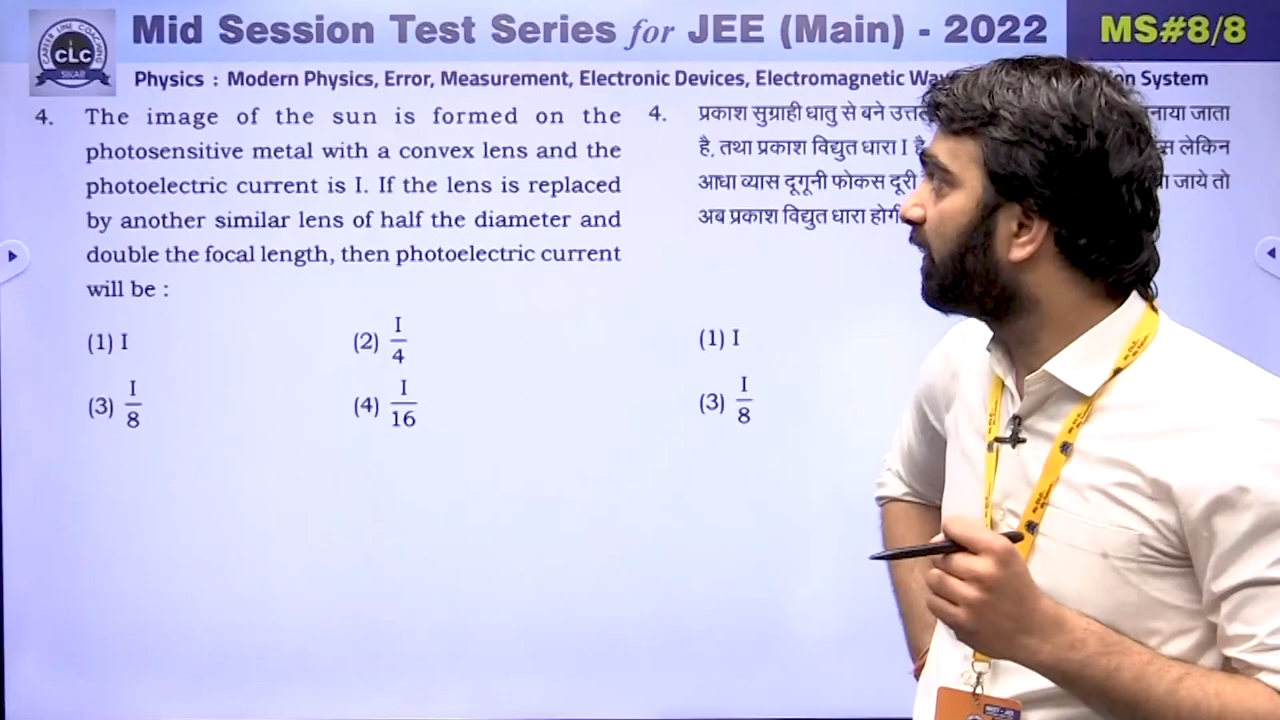 Mid Session Test Series for JEE (Main) - 2022
MS#8/8
CAREER LINE COACHING
CLC
SIKAR
Physics : Modern Physics, Error, Measurement, Electronic Devices, Electromagnetic System
4. The image of the sun is formed on the
photosensitive metal with a convex lens and the
photoelectric current is I. If the lens is replaced
by another similar lens of half the diameter and
double the focal length, then photoelectric current
will be :
(1) I (2) I/4
(3) I/8 (4) I/16
4. प्रकाश सुग्राही धातु से बने जाता
है, तथा प्रकाश विद्युत धारा I है लेकिन
आधा व्यास दूगूनी फोकस दूरी जाये तो
अब प्रकाश विद्युत धारा होगी
(1) I
(3) I/8